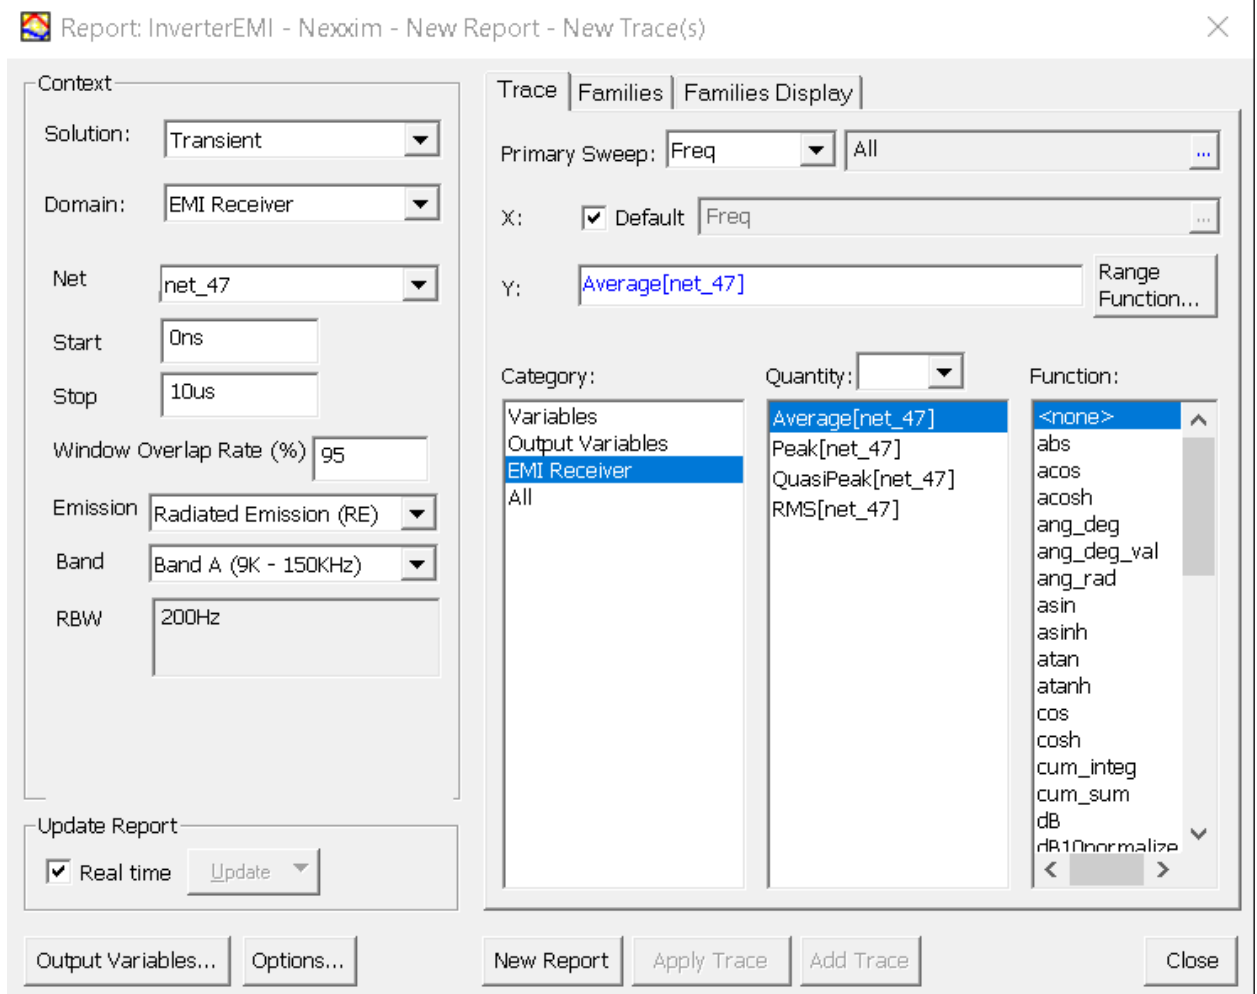 Report: InverterEMI - Nexxim - New Report - New Trace(s)
Context
Solution: Transient
Domain: EMI Receiver
Net net_47
Start 0ns
Stop 10us
Window Overlap Rate (%) 95
Emission Radiated Emission (RE)
Band Band A (9K - 150KHz)
RBW 200Hz
Update Report
Real time Update
Output Variables... Options...
Trace Families Families Display
Primary Sweep: Freq All ...
X: Default Freq ...
Y: Average[net_47] Range
Function...
Category:
Variables
Output Variables
EMI Receiver
All
Quantity:
Average[net_47]
Peak[net_47]
QuasiPeak[net_47]
RMS[net_47]
Function:
<none>
abs
acos
acosh
ang_deg
ang_deg_val
ang_rad
asin
asinh
atan
atanh
cos
cosh
cum_integ
cum_sum
dB
dB10normalize
New Report Apply Trace Add Trace Close